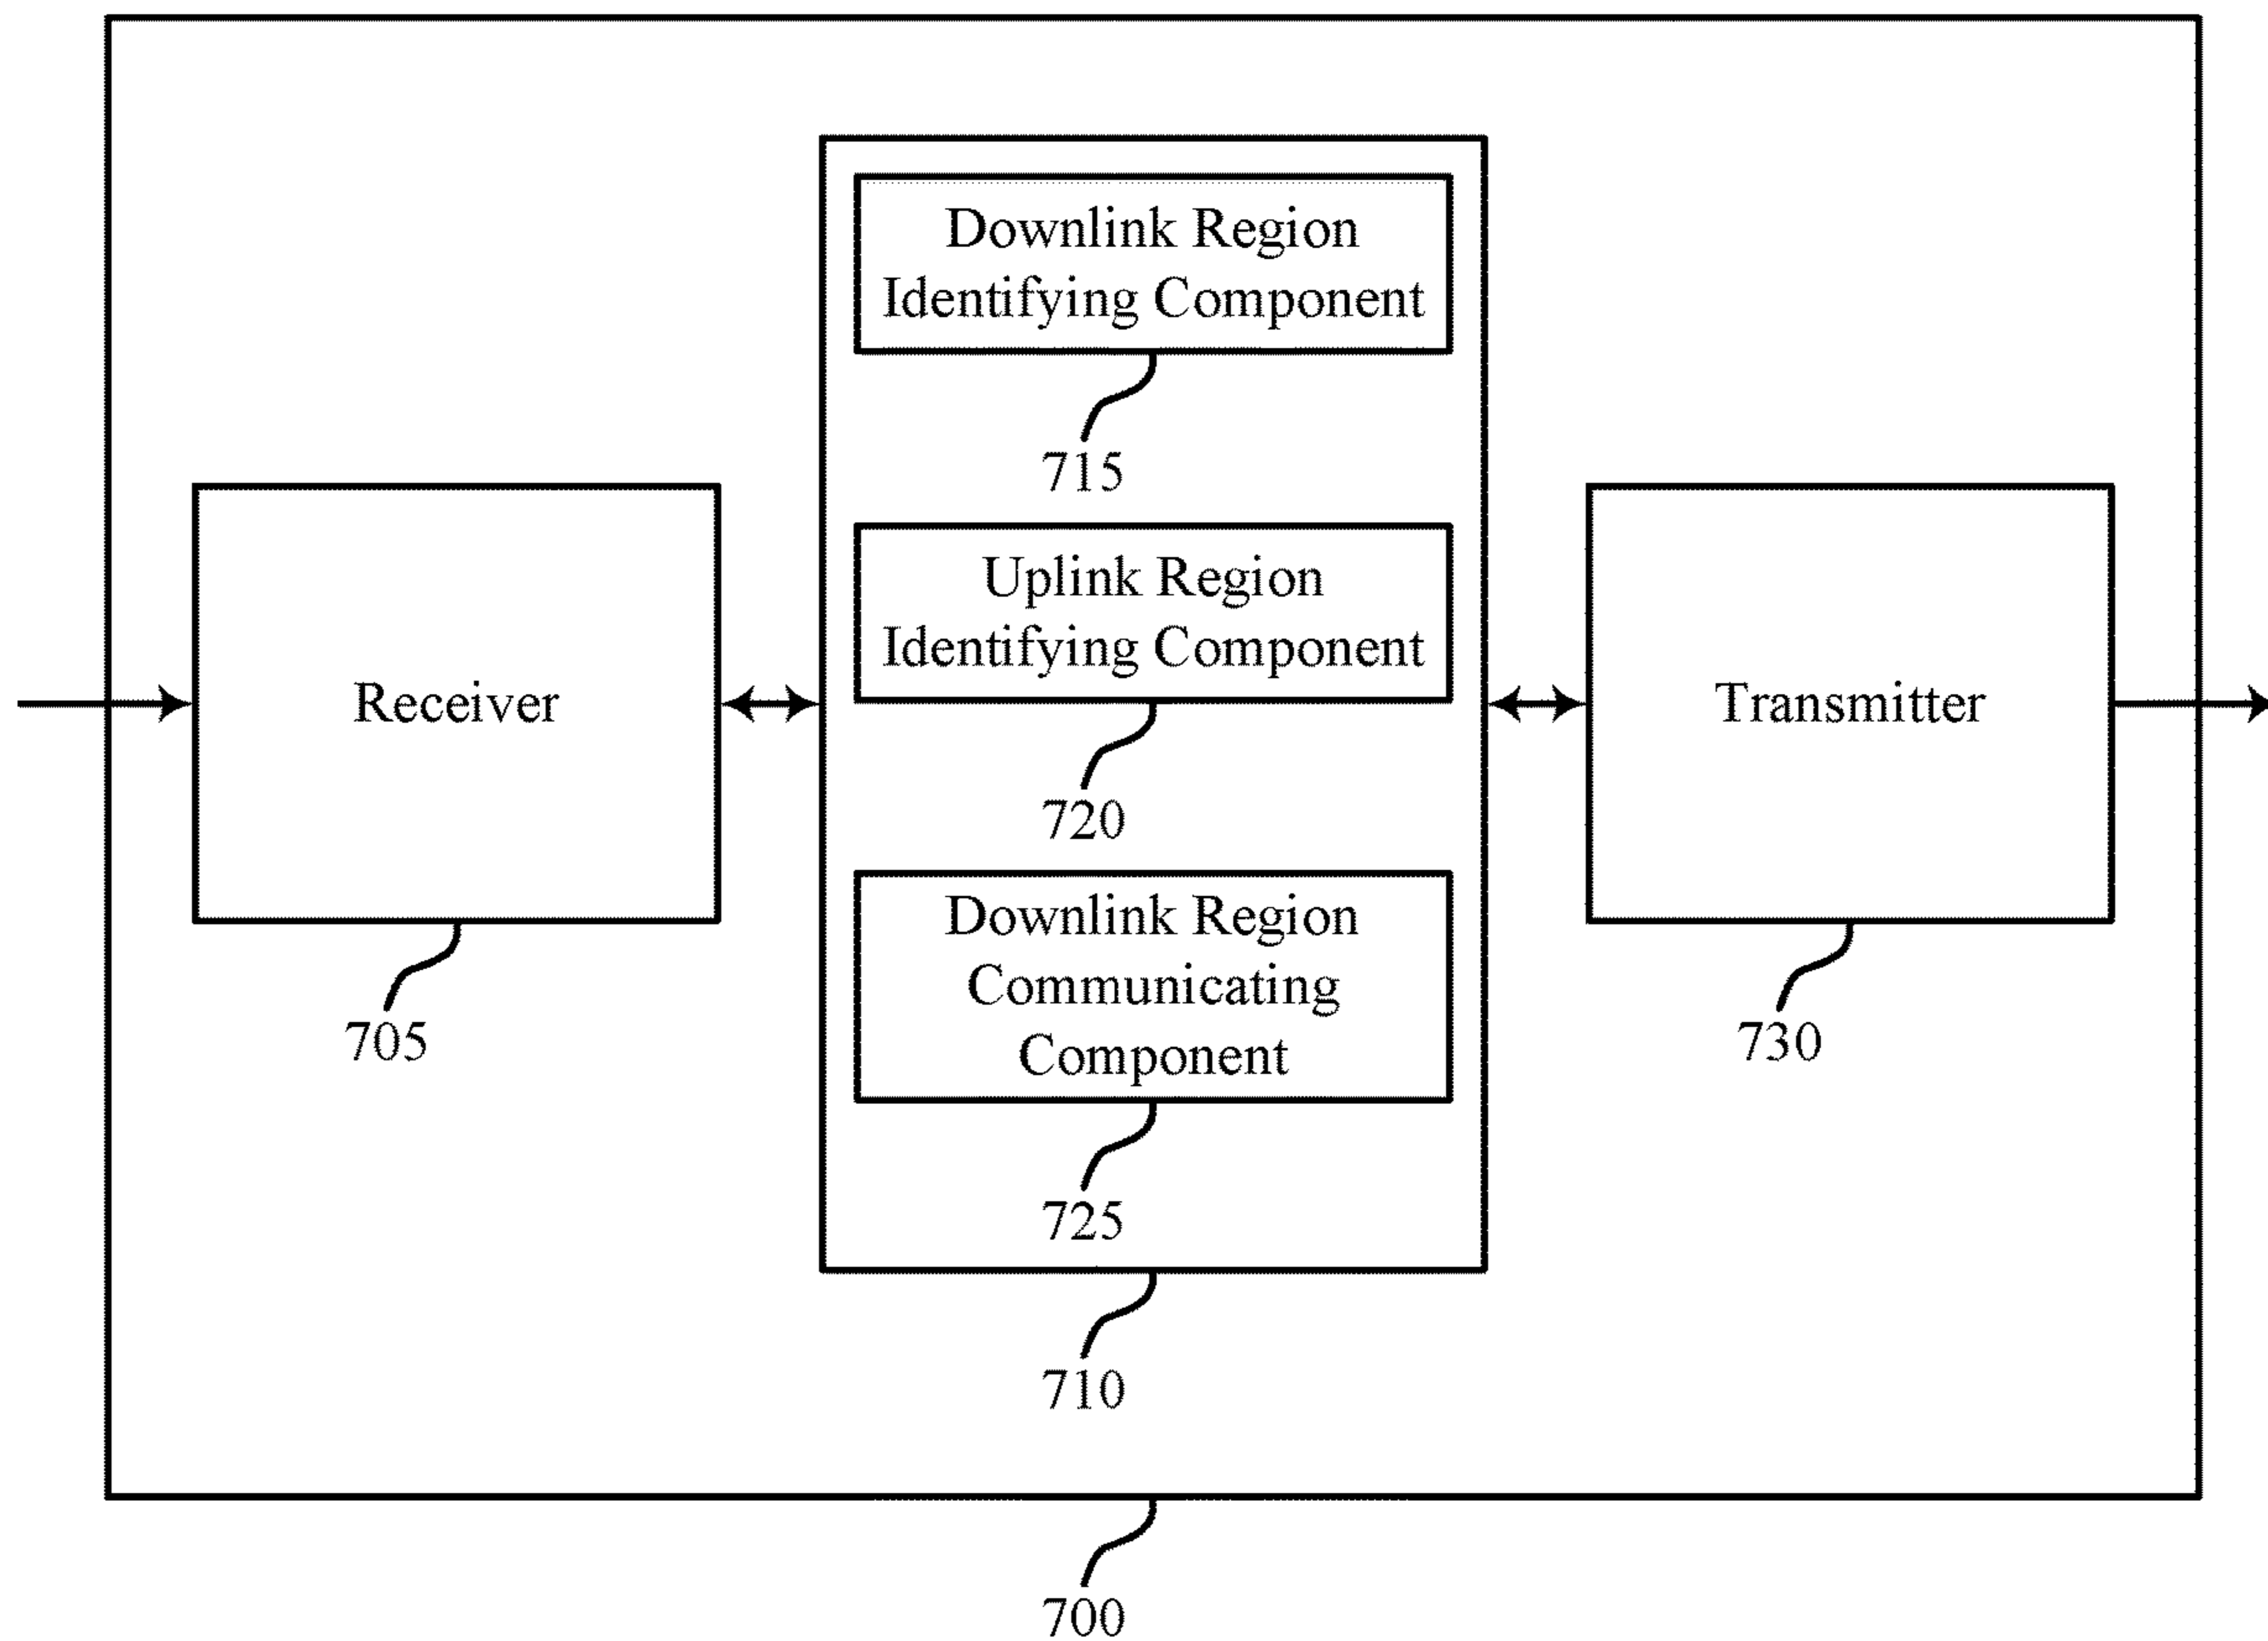 Downlink Region
Identifying Component
715
Uplink Region
Identifying Component
720
Downlink Region
Communicating
Component
725
Receiver
705
Transmitter
730
710
700